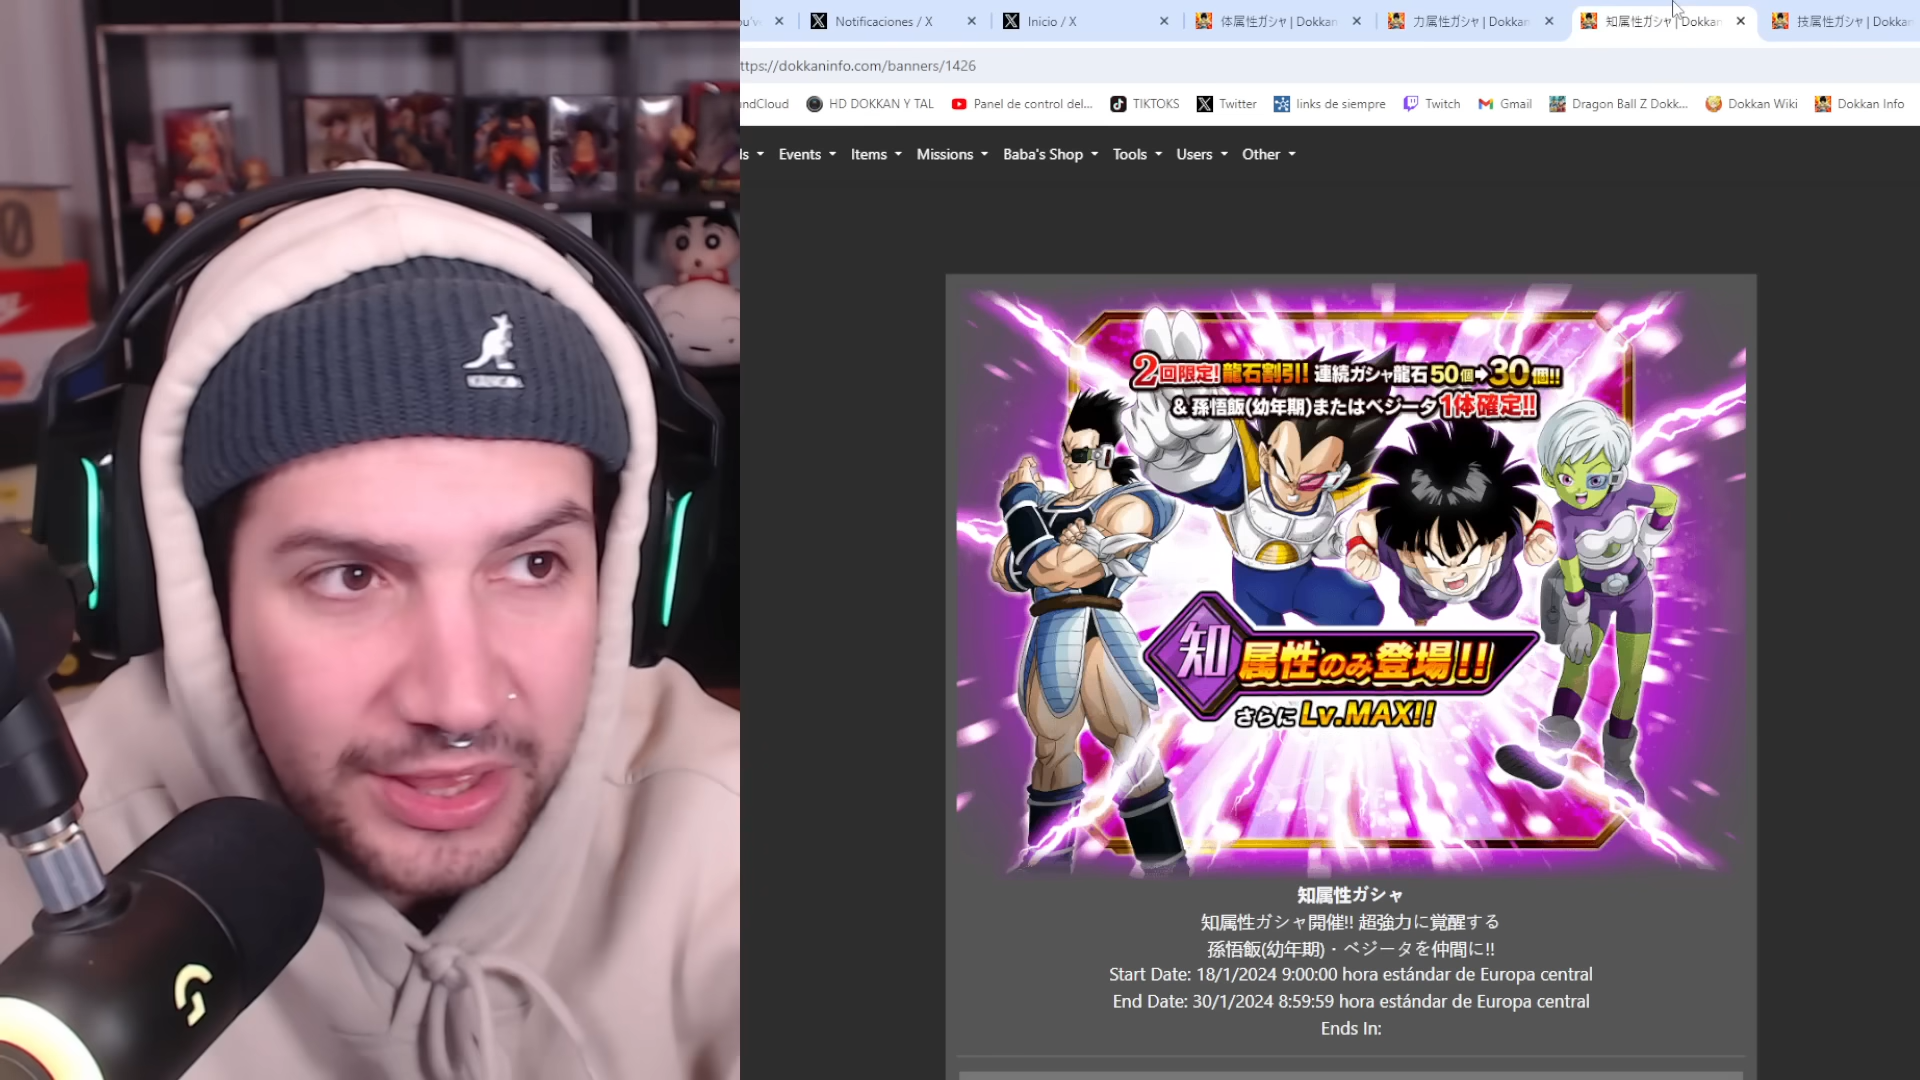 Notificaciones / X
Inicio / X
体属性ガシャ | Dokkan
力属性ガシャ | Dokkan
知属性ガシャ | Dokkan
技属性ガシャ | Dokkan
ttps://dokkaninfo.com/banners/1426
ndCloud
HD DOKKAN Y TAL
Panel de control del...
TIKTOKS
Twitter
links de siempre
Twitch
Gmail
Dragon Ball Z Dokk...
Dokkan Wiki
Dokkan Info
ls
Events
Items
Missions
Baba's Shop
Tools
Users
Other
2回限定!龍石割引!連続ガシャ龍石50個→30個!!
&孫悟飯(幼年期)またはベジータ1体確定!!
知属性のみ登場!!
さらにLv.MAX!!
知属性ガシャ
知属性ガシャ開催!! 超強力に覚醒する
孫悟飯(幼年期)・ベジータを仲間に!!
Start Date: 18/1/2024 9:00:00 hora estándar de Europa central
End Date: 30/1/2024 8:59:59 hora estándar de Europa central
Ends In: